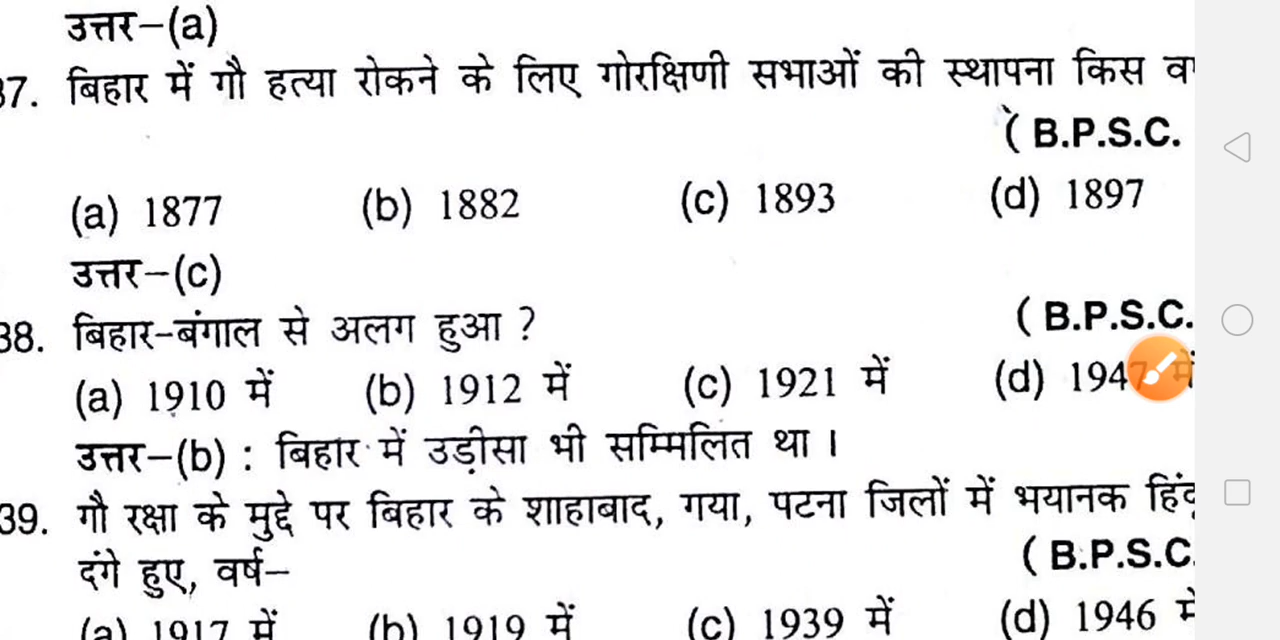 उत्तर–(a)
37. बिहार में गौ हत्या रोकने के लिए गोरक्षिणी सभाओं की स्थापना किस
( B.P.S.C.
(a) 1877 (b) 1882 (c) 1893 (d) 1897
उत्तर–(c)
38. बिहार-बंगाल से अलग हुआ ? ( B.P.S.C.
(a) 1910 में (b) 1912 में (c) 1921 में (d) 1947 में
उत्तर–(b) : बिहार में उड़ीसा भी सम्मिलित था ।
39. गौ रक्षा के मुद्दे पर बिहार के शाहाबाद, गया, पटना जिलों में भयानक
दंगे हुए, वर्ष– ( B.P.S.C.
(a) 1917 में (b) 1919 में (c) 1939 में (d) 1946 में